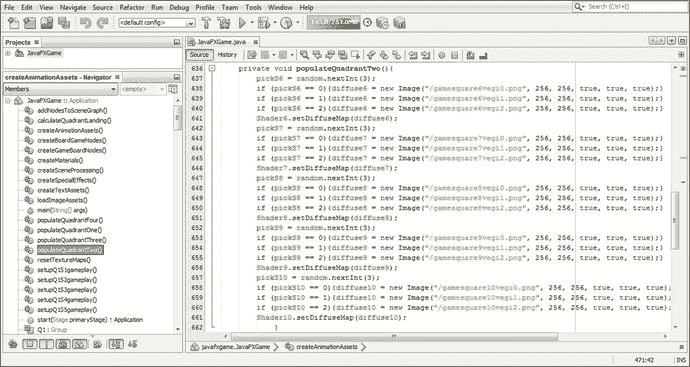 File Edit View Navigate Source Refactor Run Debug Profile Team Tools Window Help
Search (Ctrl+I)
<default config>
145.8/257.0MB
Projects
JavaFXGame
createAnimationAssets - Navigator
Members
<empty>
JavaFXGame :: Application
addNodesToSceneGraph()
calculateQuadrantLanding()
createAnimationAssets()
createBoardGameNodes()
createGameBoardNodes()
createMaterials()
createSceneProcessing()
createSpecialEffects()
createTextAssets()
loadImageAssets()
main(String[] args)
populateQuadrantFour()
populateQuadrantOne()
populateQuadrantThree()
populateQuadrantTwo()
resetTextureMaps()
setupQ1S1gameplay()
setupQ1S2gameplay()
setupQ1S3gameplay()
setupQ1S4gameplay()
setupQ1S5gameplay()
start(Stage primaryStage) ↑ Application
Q1 : Group
JavaFXGame.java
Source History
636 private void populateQuadrantTwo(){
637 pickS6 = random.nextInt(3);
638 if (pickS6 == 0){diffuse6 = new Image("/gamesquare6vegi0.png", 256, 256, true, true, true);}
639 if (pickS6 == 1){diffuse6 = new Image("/gamesquare6vegi1.png", 256, 256, true, true, true);}
640 if (pickS6 == 2){diffuse6 = new Image("/gamesquare6vegi2.png", 256, 256, true, true, true);}
641 Shader6.setDiffuseMap(diffuse6);
642 pickS7 = random.nextInt(3);
643 if (pickS7 == 0){diffuse7 = new Image("/gamesquare7vegi0.png", 256, 256, true, true, true);}
644 if (pickS7 == 1){diffuse7 = new Image("/gamesquare7vegi1.png", 256, 256, true, true, true);}
645 if (pickS7 == 2){diffuse7 = new Image("/gamesquare7vegi2.png", 256, 256, true, true, true);}
646 Shader7.setDiffuseMap(diffuse7);
647 pickS8 = random.nextInt(3);
648 if (pickS8 == 0){diffuse8 = new Image("/gamesquare8vegi0.png", 256, 256, true, true, true);}
649 if (pickS8 == 1){diffuse8 = new Image("/gamesquare8vegi1.png", 256, 256, true, true, true);}
650 if (pickS8 == 2){diffuse8 = new Image("/gamesquare8vegi2.png", 256, 256, true, true, true);}
651 Shader8.setDiffuseMap(diffuse8);
652 pickS9 = random.nextInt(3);
653 if (pickS9 == 0){diffuse9 = new Image("/gamesquare9vegi0.png", 256, 256, true, true, true);}
654 if (pickS9 == 1){diffuse9 = new Image("/gamesquare9vegi1.png", 256, 256, true, true, true);}
655 if (pickS9 == 2){diffuse9 = new Image("/gamesquare9vegi2.png", 256, 256, true, true, true);}
656 Shader9.setDiffuseMap(diffuse9);
657 pickS10 = random.nextInt(3);
658 if (pickS10 == 0){diffuse10 = new Image("/gamesquare10vegi0.png", 256, 256, true, true, true);}
659 if (pickS10 == 1){diffuse10 = new Image("/gamesquare10vegi1.png", 256, 256, true, true, true);}
660 if (pickS10 == 2){diffuse10 = new Image("/gamesquare10vegi2.png", 256, 256, true, true, true);}
661 Shader10.setDiffuseMap(diffuse10);
662 }
javafxgame.JavaFXGame
createAnimationAssets
471:42
INS